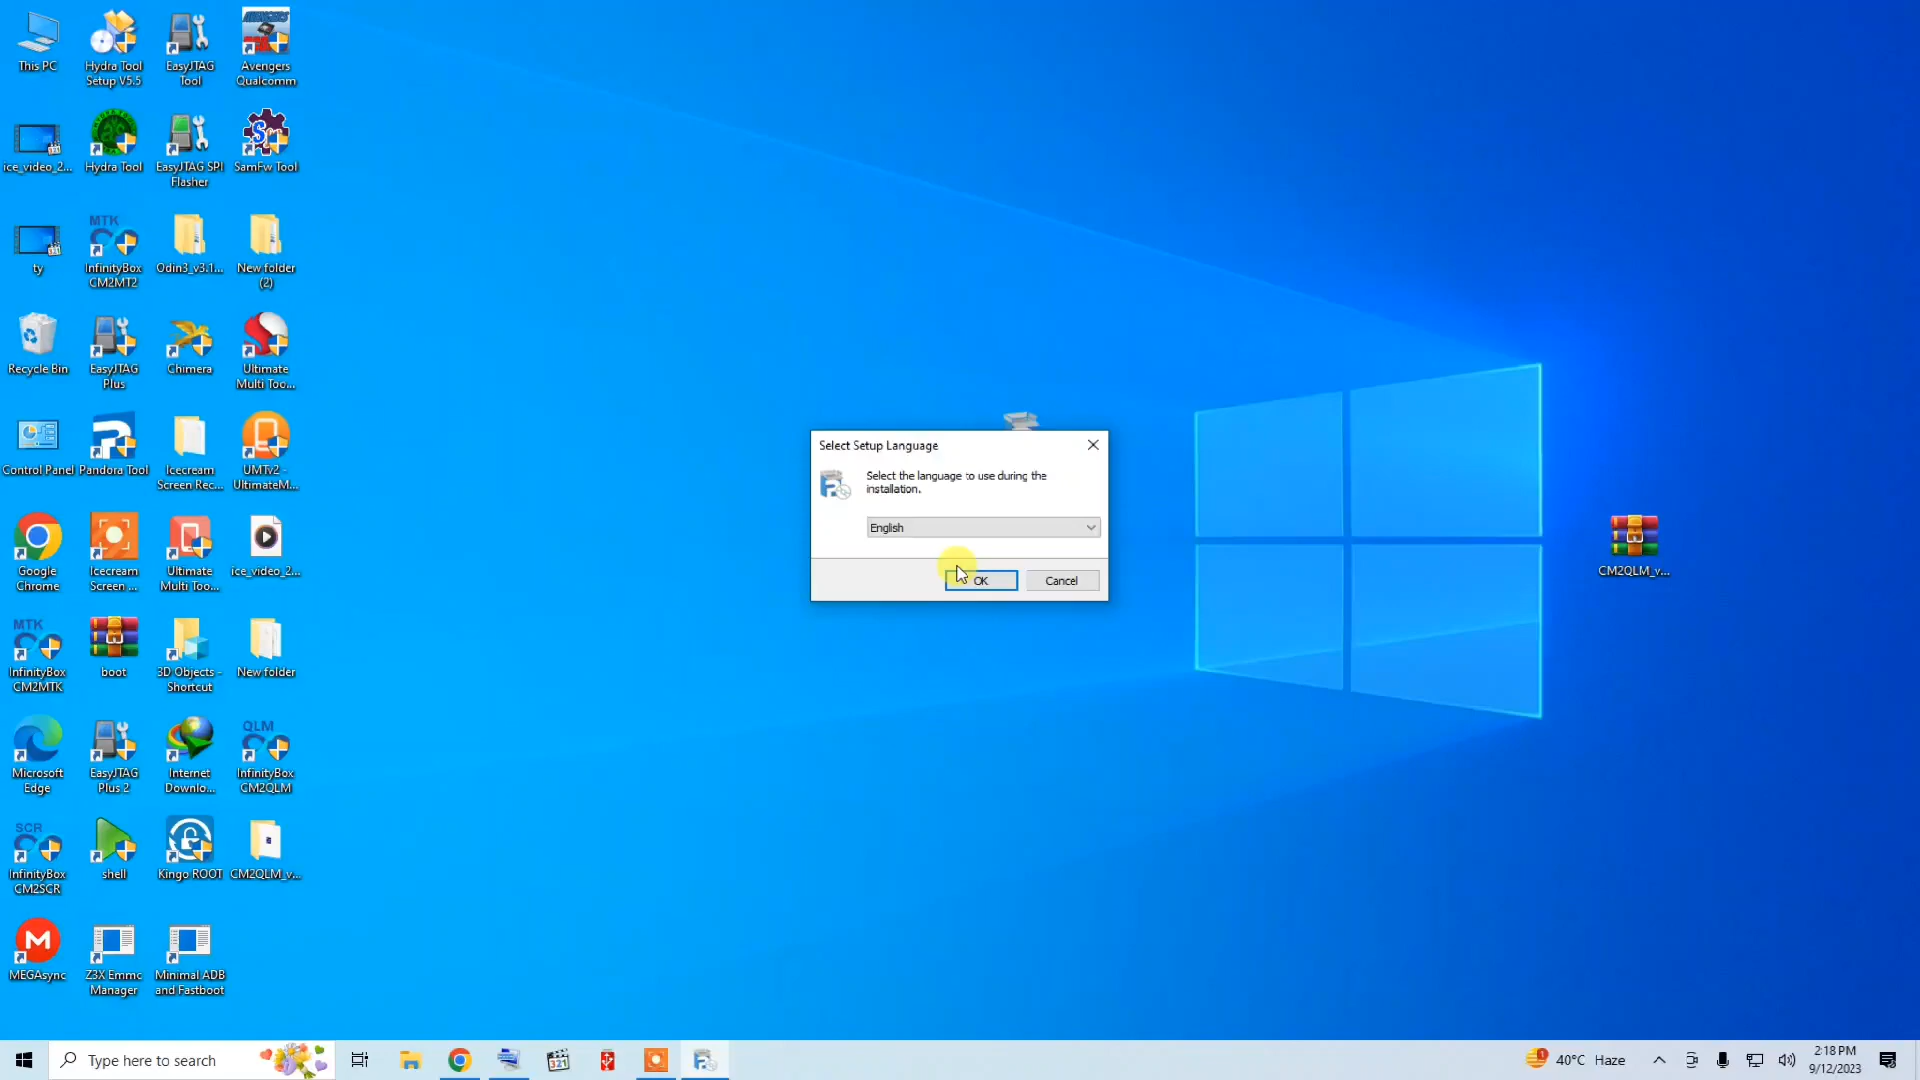 This PC
Hydra Tool
Setup V5.5
EasyJTAG
Tool
AVENGERS
Avengers
Qualcomm
ice_video_2...
Hydra Tool
EasyJTAG SPI
Flasher
SamFw Tool
ty
MTK
InfinityBox
CM2MT2
Odin3_v3.1...
New folder
(2)
Recycle Bin
EasyJTAG
Plus
Chimera
Ultimate
Multi Too...
Control Panel
Pandora Tool
Icecream
Screen Rec...
UMTv2 -
UltimateM...
Google
Chrome
Icecream
Screen ...
Ultimate
Multi Too...
ice_video_2...
MTK
InfinityBox
CM2MTK
boot
3D Objects -
Shortcut
New folder
Microsoft
Edge
EasyJTAG
Plus 2
Internet
Downlo...
QLM
InfinityBox
CM2QLM
SCR
InfinityBox
CM2SCR
shell
Kingo ROOT
CM2QLM_v...
MEGAsync
Z3X Emmc
Manager
Minimal ADB
and Fastboot
Select Setup Language
Select the language to use during the
installation.
English
OK
Cancel
CM2QLM_v...
Type here to search
321
1
40°C Haze
2:18 PM
9/12/2023